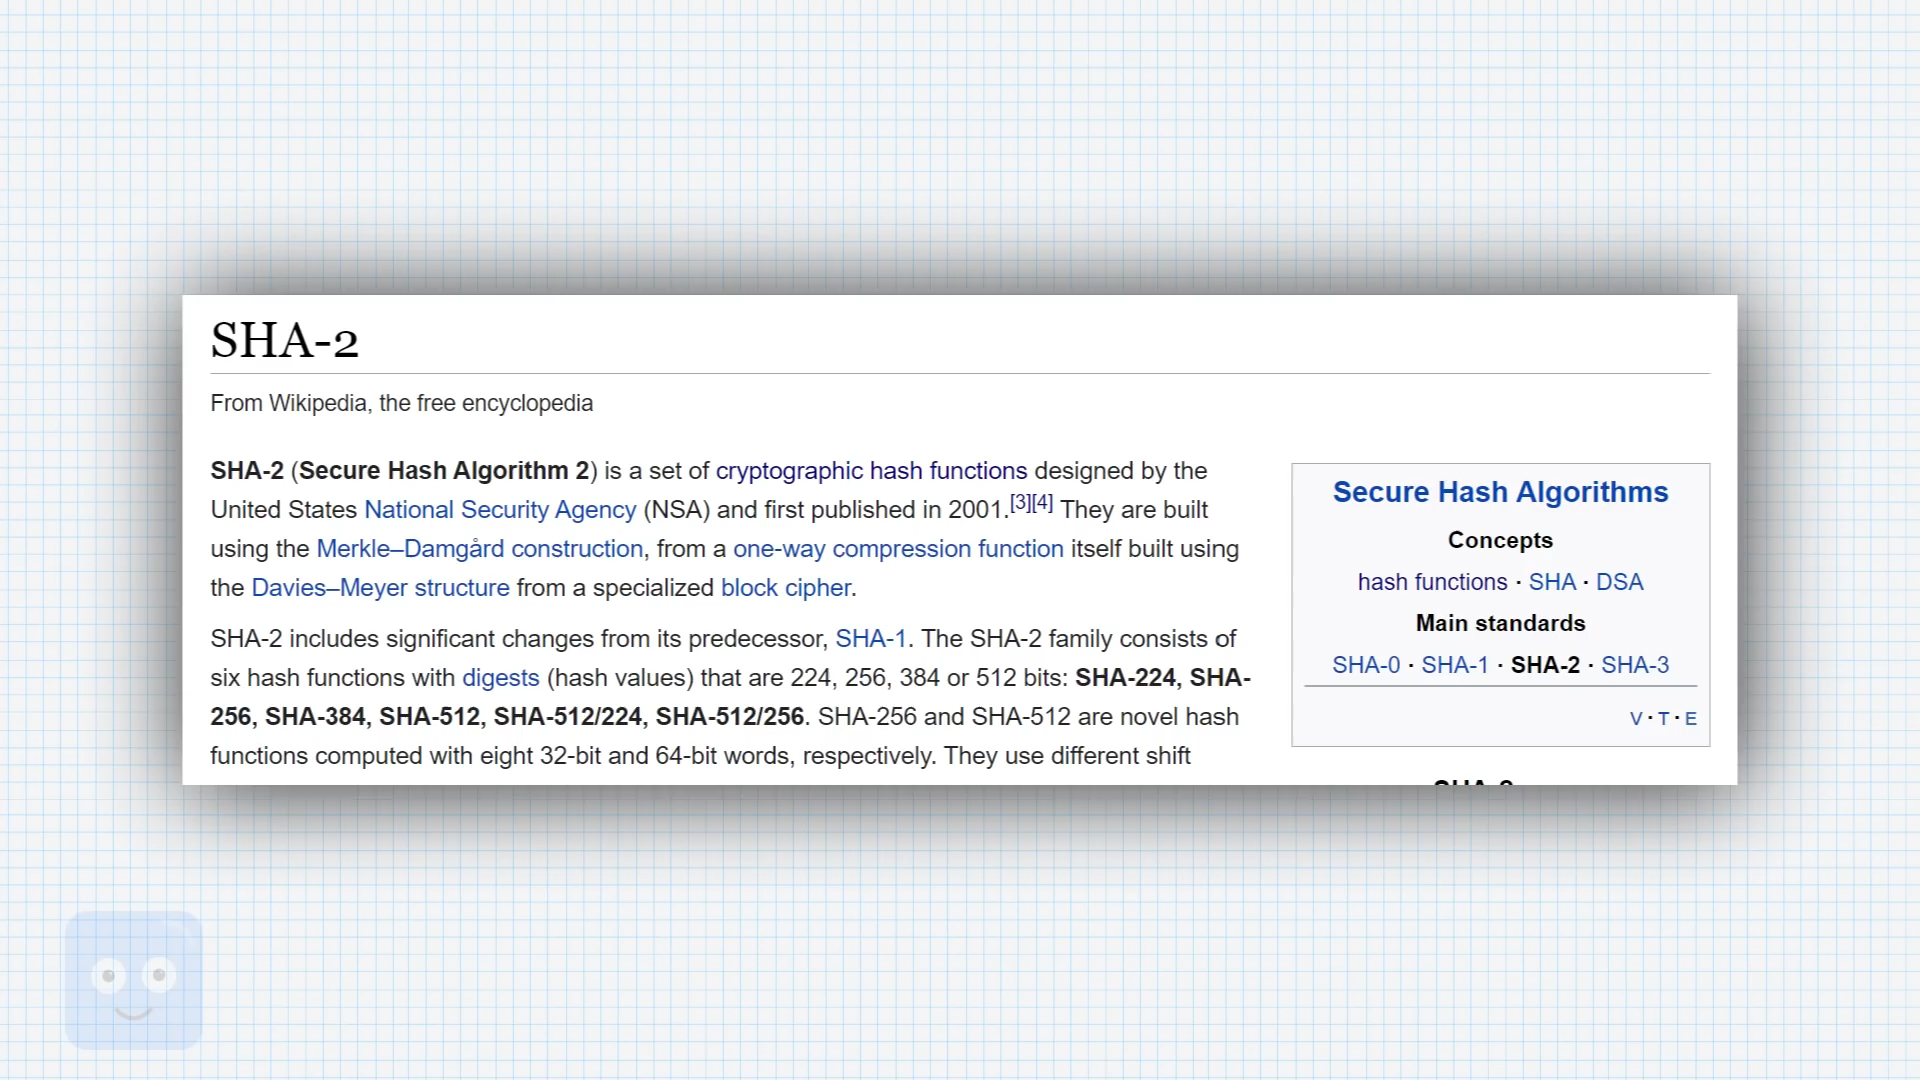 SHA-2
From Wikipedia, the free encyclopedia
SHA-2 (Secure Hash Algorithm 2) is a set of cryptographic hash functions designed by the
United States National Security Agency (NSA) and first published in 2001.[3][4] They are built
using the Merkle–Damgård construction, from a one-way compression function itself built using
the Davies–Meyer structure from a specialized block cipher.
SHA-2 includes significant changes from its predecessor, SHA-1. The SHA-2 family consists of
six hash functions with digests (hash values) that are 224, 256, 384 or 512 bits: SHA-224, SHA-
256, SHA-384, SHA-512, SHA-512/224, SHA-512/256. SHA-256 and SHA-512 are novel hash
functions computed with eight 32-bit and 64-bit words, respectively. They use different shift
Secure Hash Algorithms
Concepts
hash functions · SHA · DSA
Main standards
SHA-0 · SHA-1 · SHA-2 · SHA-3
V · T · E